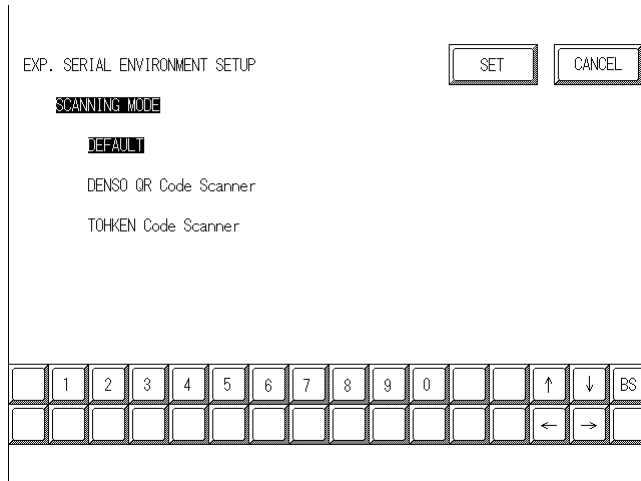 EXP. SERIAL ENVIRONMENT SETUP SET CANCEL
SCANNING MODE
DEFAULT
DENSO QR Code Scanner
TOHKEN Code Scanner
1 2 3 4 5 6 7 8 9 0 ↑ ↓ BS
← →